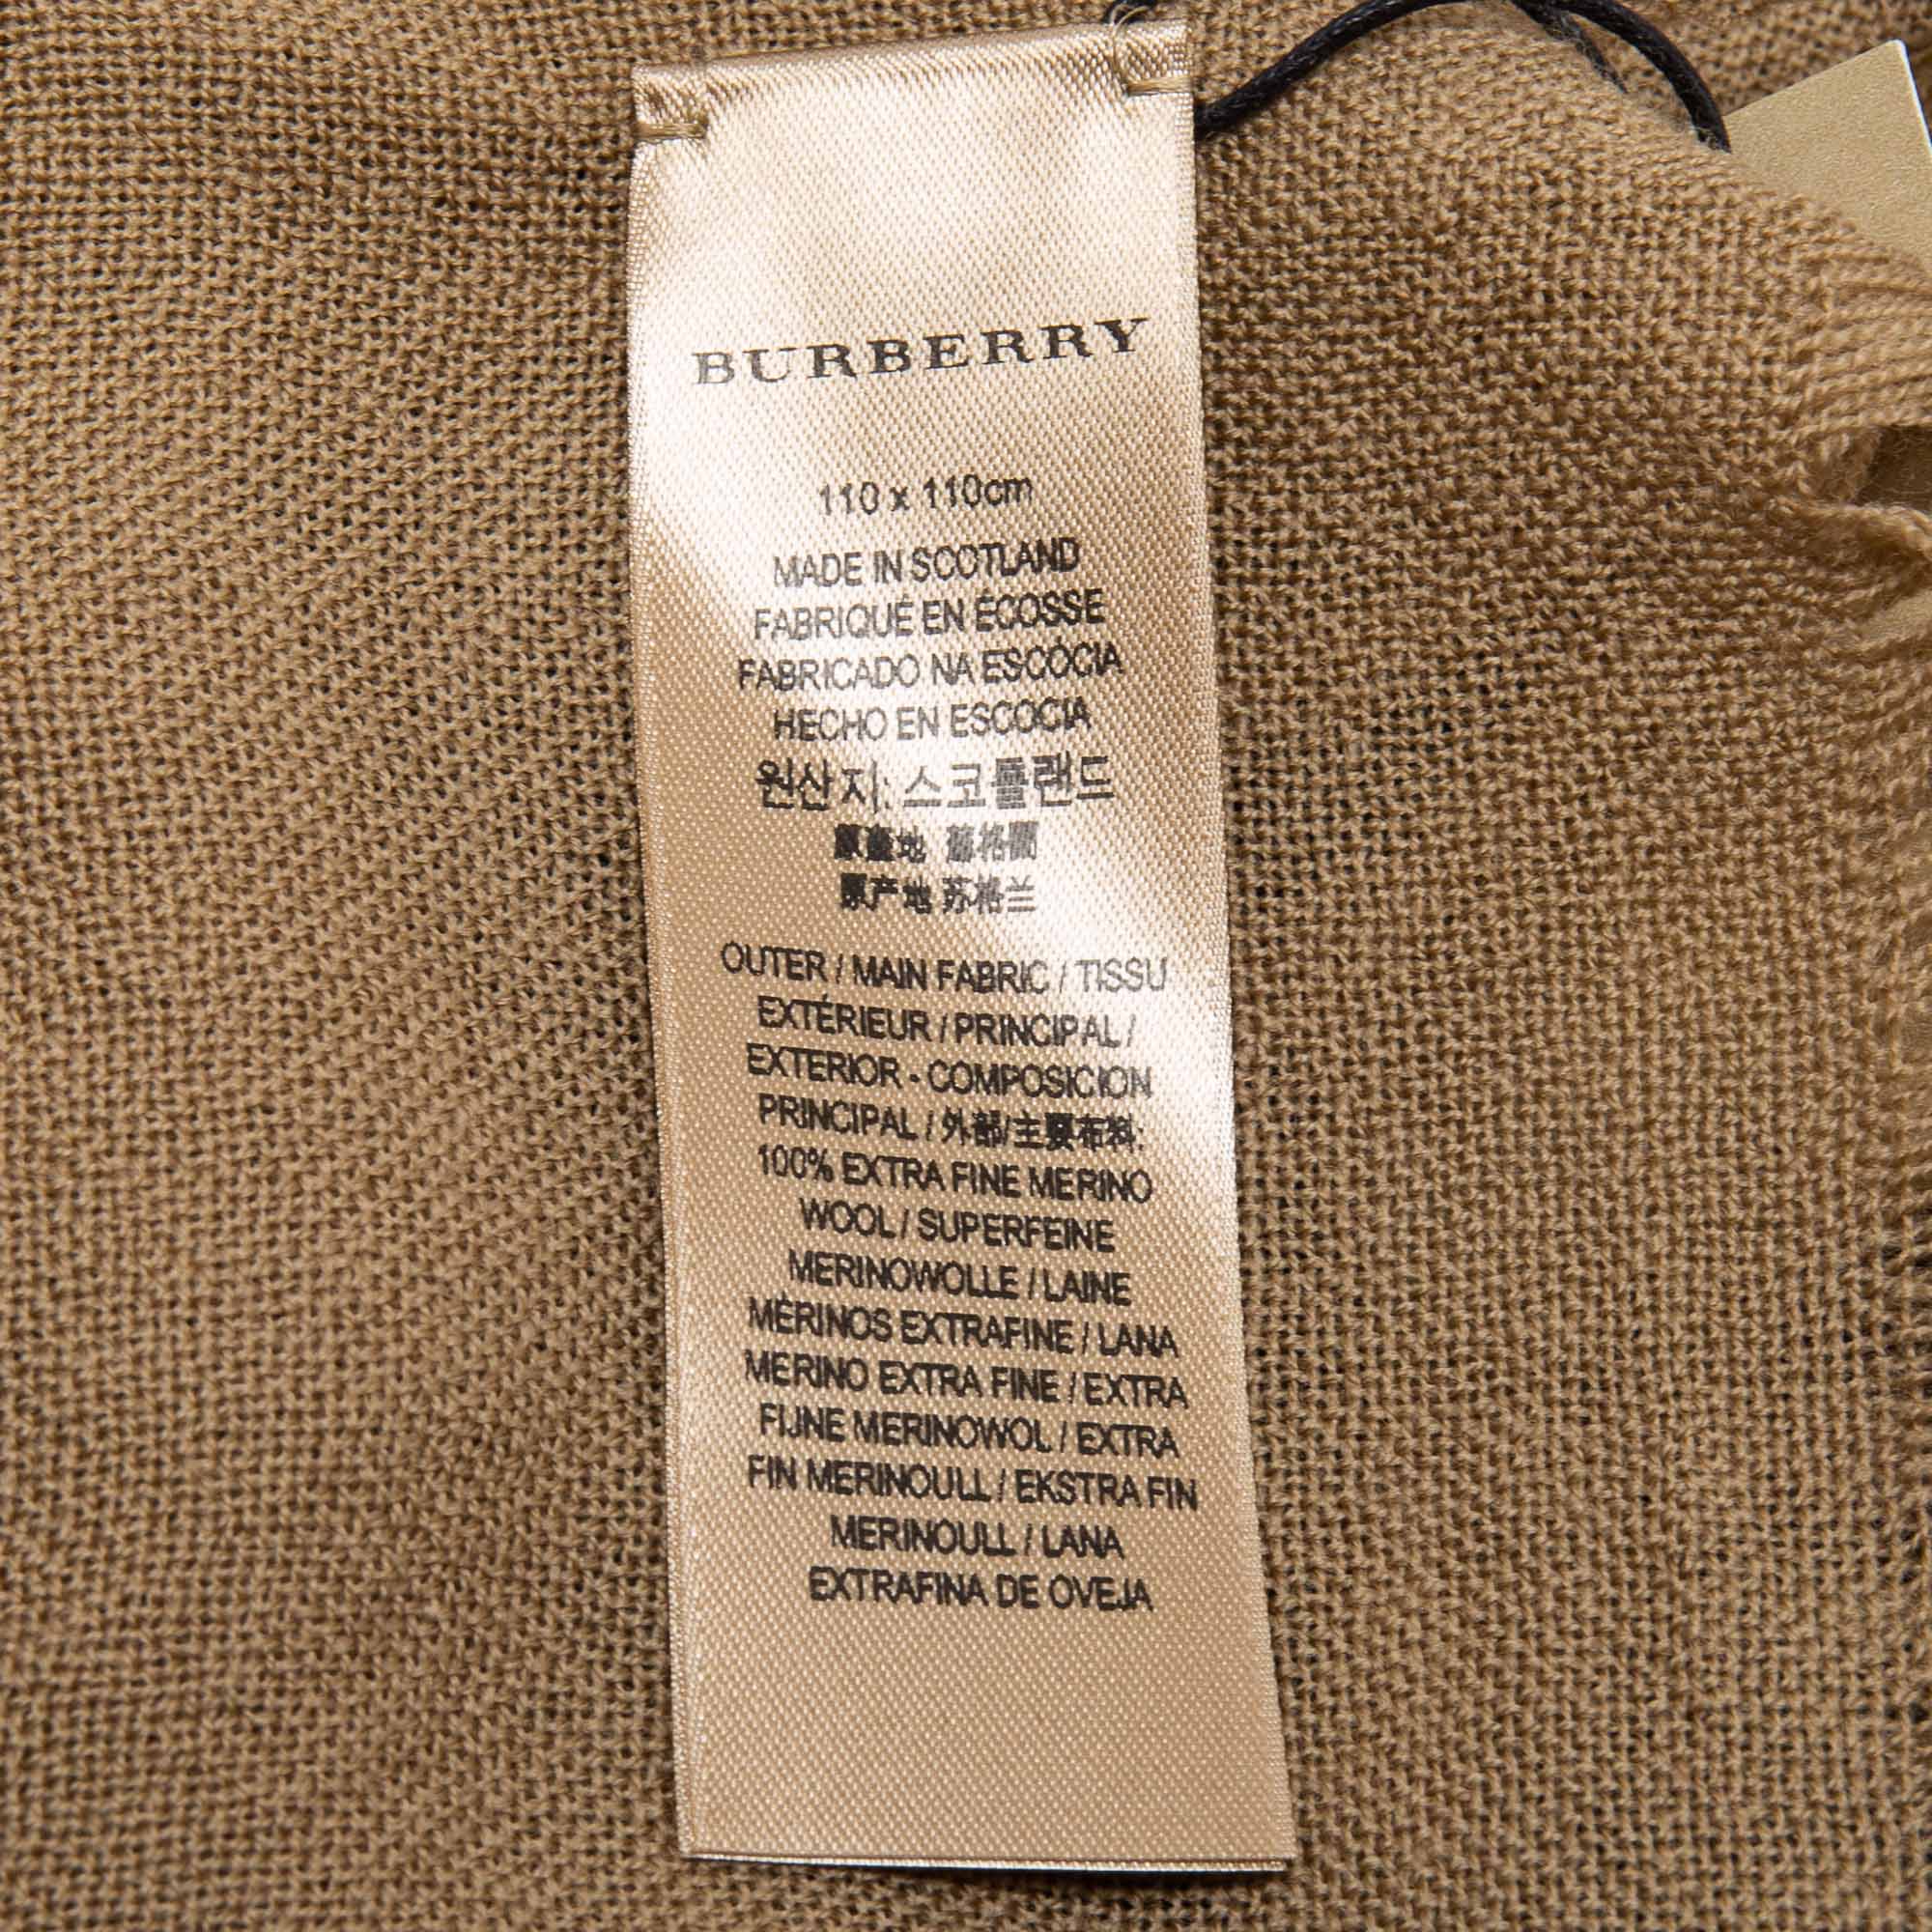 BURBERRY
110 x 110cm
MADE IN SCOTLAND
FABRIQUÉ EN ÉCOSSE
FABRICADO NA ESCÓCIA
HECHO EN ESCOCIA
원산지: 스코틀랜드
原產地 蘇格蘭
原产地 苏格兰
OUTER / MAIN FABRIC / TISSU
EXTÉRIEUR / PRINCIPAL /
EXTERIOR - COMPOSICION
PRINCIPAL / 外部/主要布料:
100% EXTRA FINE MERINO
WOOL / SUPERFEINE
MERINOWOLLE / LAINE
MÉRINOS EXTRAFINE / LANA
MERINO EXTRA FINE / EXTRA
FIJNE MERINOWOL / EXTRA
FIN MERINOULL / EKSTRA FIN
MERINOULL / LANA
EXTRAFINA DE OVEJA